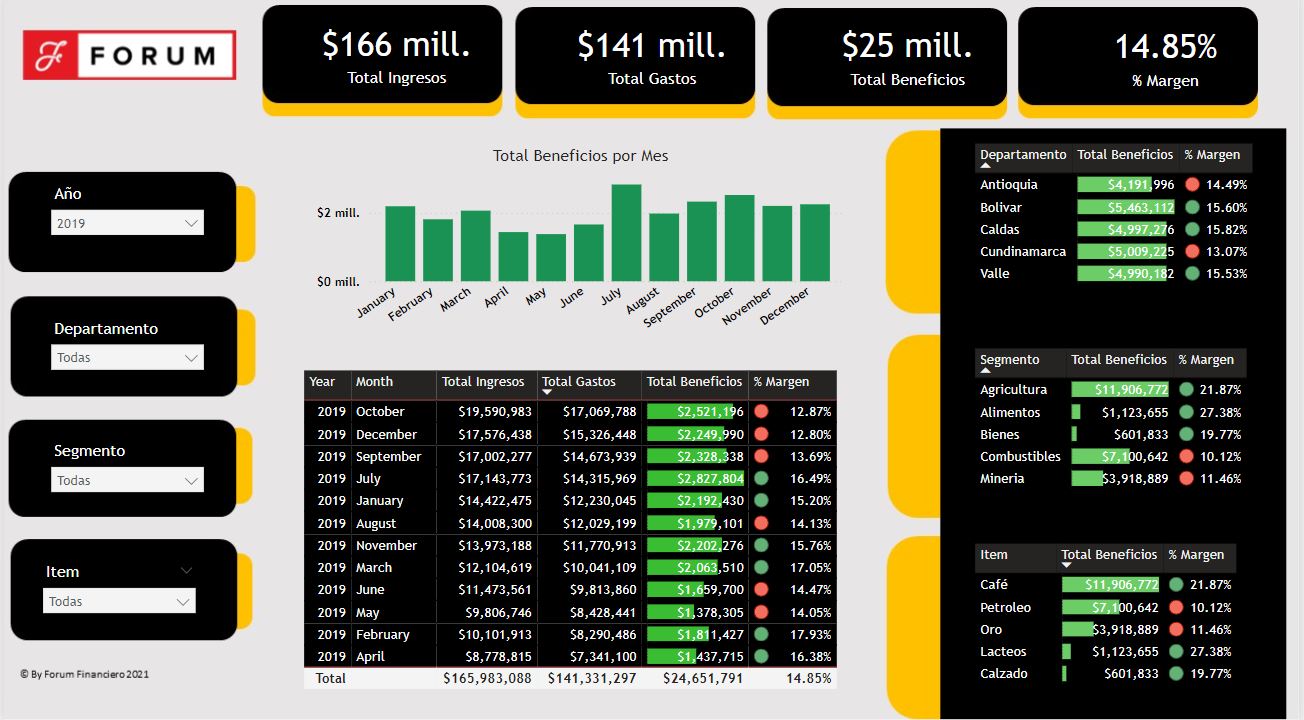 FORUM
$166 mill.
Total Ingresos
$141 mill.
Total Gastos
$25 mill.
Total Beneficios
14.85%
% Margen
Año
2019
Departamento
Todas
Segmento
Todas
Item
Todas
© By Forum Financiero 2021
Total Beneficios por Mes
$2 mill.
$0 mill.
January February March April May June July August September October November December
Year Month Total Ingresos Total Gastos Total Beneficios % Margen
2019 October $19,590,983 $17,069,788 $2,521,196 12.87%
2019 December $17,576,438 $15,326,448 $2,249,990 12.80%
2019 September $17,002,277 $14,673,939 $2,328,338 13.69%
2019 July $17,143,773 $14,315,969 $2,827,804 16.49%
2019 January $14,422,475 $12,230,045 $2,192,430 15.20%
2019 August $14,008,300 $12,029,199 $1,979,101 14.13%
2019 November $13,973,188 $11,770,913 $2,202,276 15.76%
2019 March $12,104,619 $10,041,109 $2,063,510 17.05%
2019 June $11,473,561 $9,813,860 $1,659,700 14.47%
2019 May $9,806,746 $8,428,441 $1,378,305 14.05%
2019 February $10,101,913 $8,290,486 $1,811,427 17.93%
2019 April $8,778,815 $7,341,100 $1,437,715 16.38%
Total $165,983,088 $141,331,297 $24,651,791 14.85%
Departamento Total Beneficios % Margen
Antioquia $4,191,996 14.49%
Bolivar $5,463,112 15.60%
Caldas $4,997,276 15.82%
Cundinamarca $5,009,225 13.07%
Valle $4,990,182 15.53%
Segmento Total Beneficios % Margen
Agricultura $11,906,772 21.87%
Alimentos $1,123,655 27.38%
Bienes $601,833 19.77%
Combustibles $7,100,642 10.12%
Mineria $3,918,889 11.46%
Item Total Beneficios % Margen
Café $11,906,772 21.87%
Petroleo $7,100,642 10.12%
Oro $3,918,889 11.46%
Lacteos $1,123,655 27.38%
Calzado $601,833 19.77%